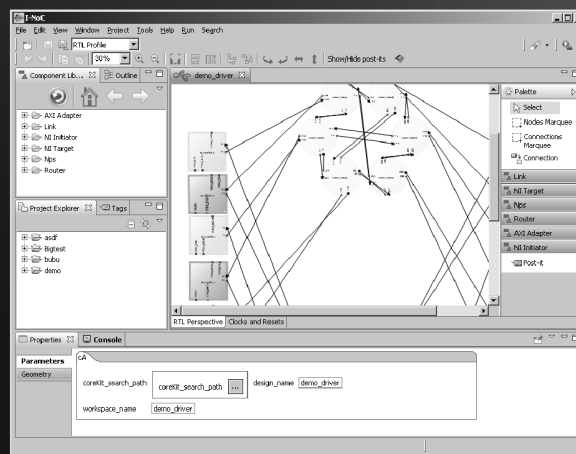 I-NoC
File Edit View Window Project Tools Help Run Search
RTL Profile
30%
Show/Hide post-its
Component Lib...
Outline
demo_driver
AXI Adapter
Link
NI Initiator
NI Target
Nps
Router
Palette
Select
Nodes Marquee
Connections
Marquee
Connection
Link
NI Target
Nps
Router
AXI Adapter
NI Initiator
Post-it
Project Explorer
Tags
asdf
Bigtest
bubu
demo
RTL Perspective Clocks and Resets
Properties
Console
Parameters
Geometry
cA
coreKit_search_path
coreKit_search_path
...
design_name
demo_driver
workspace_name
demo_driver